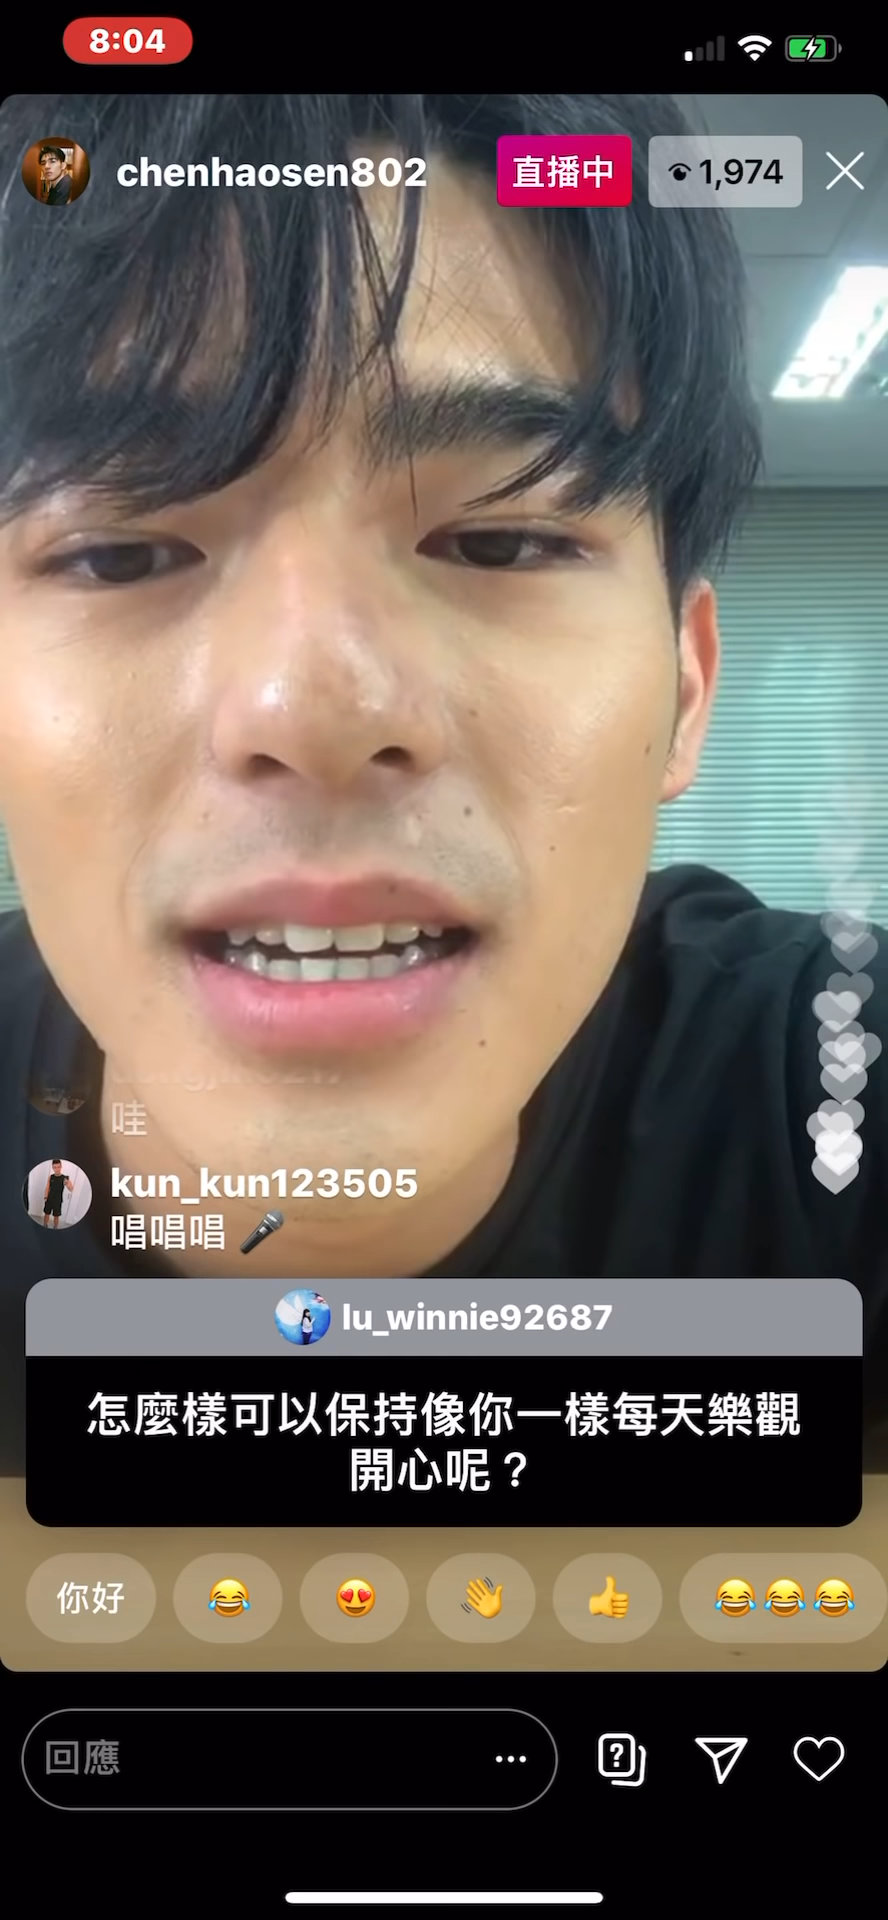 8:04
chenhaosen802
直播中
1,974
哇
kun_kun123505
唱唱唱 🎤
lu_winnie92687
怎麼樣可以保持像你一樣每天樂觀
開心呢？
你好 😂 😍 👋 👍 😂😂😂
回應